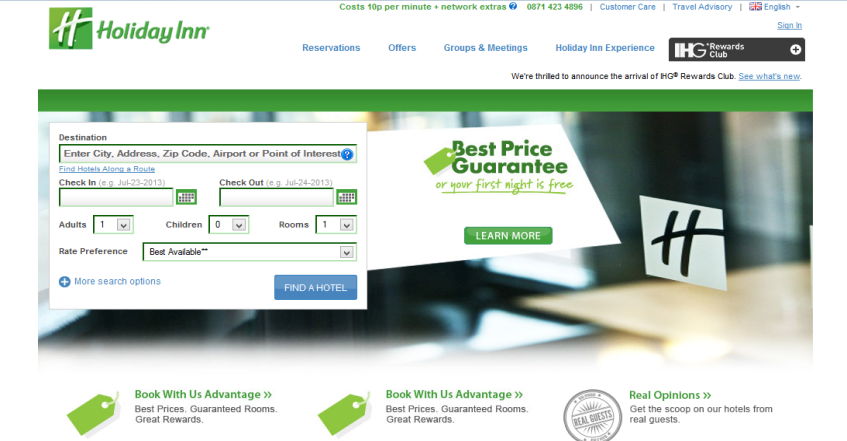 Costs 10p per minute + network extras ? 0871 423 4896 | Customer Care | Travel Advisory | English
Holiday Inn
Sign In
Reservations Offers Groups & Meetings Holiday Inn Experience IHG® Rewards Club
We're thrilled to announce the arrival of IHG® Rewards Club. See what's new.
Destination
Enter City, Address, Zip Code, Airport or Point of Interest ?
Find Hotels Along a Route
Check In (e.g. Jul-23-2013) Check Out (e.g. Jul-24-2013)
Adults 1 Children 0 Rooms 1
Rate Preference Best Available**
More search options FIND A HOTEL
Best Price
Guarantee
or your first night is free
LEARN MORE
H
Book With Us Advantage »
Best Prices. Guaranteed Rooms.
Great Rewards.
Book With Us Advantage »
Best Prices. Guaranteed Rooms.
Great Rewards.
REAL GUESTS
Real Opinions »
Get the scoop on our hotels from
real guests.